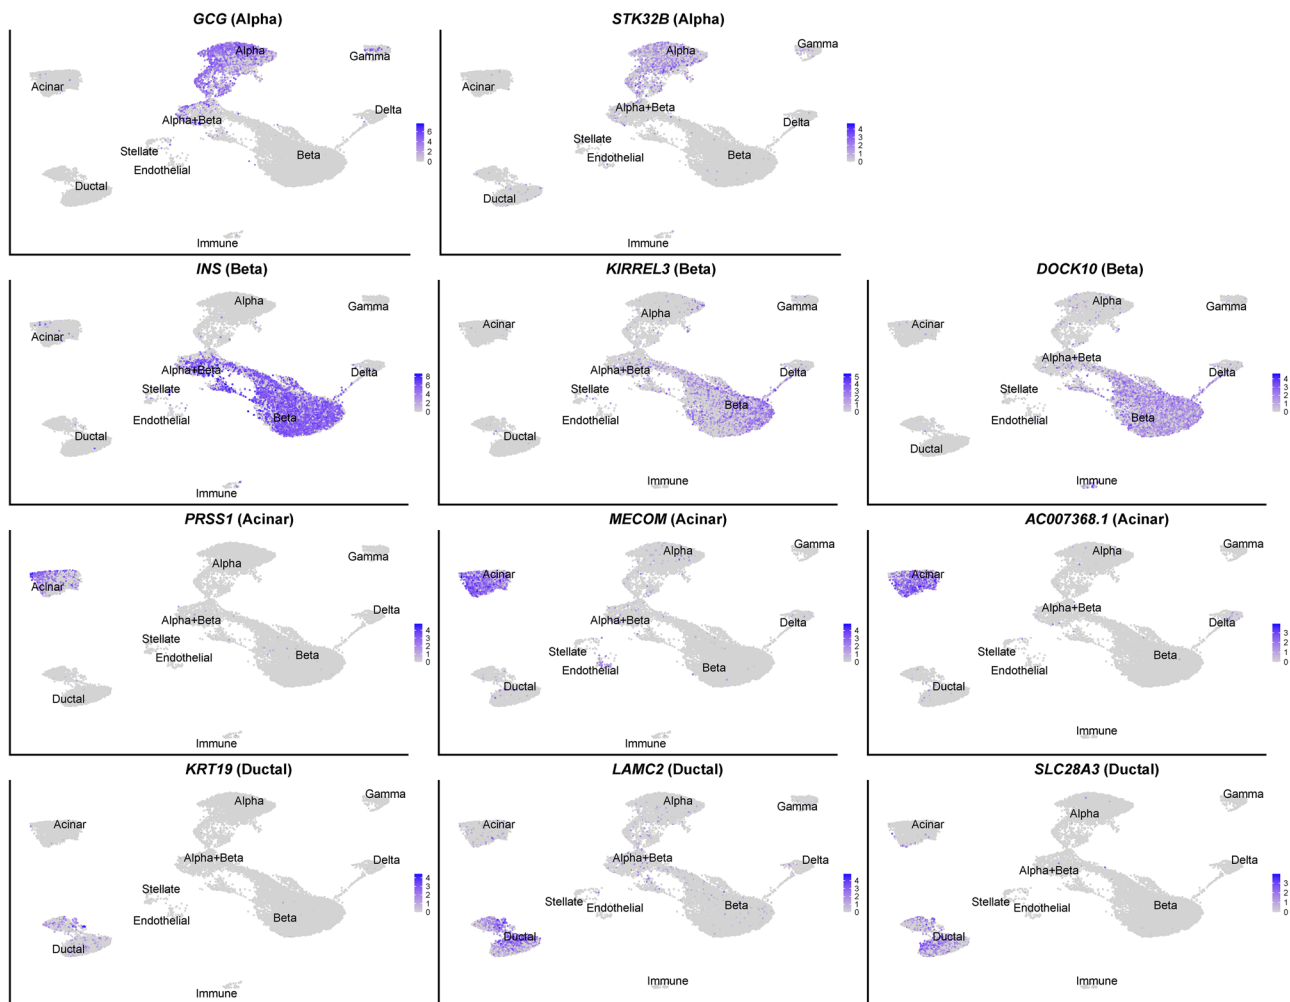 GCG (Alpha)
Alpha
Gamma
Acinar
Delta
Alpha+Beta
Stellate
Beta
Endothelial
Ductal
Immune
6
4
2
0
STK32B (Alpha)
Gamma
Alpha
Acinar
Alpha+Beta
Delta
Stellate
Endothelial
Beta
Ductal
Immune
4
3
2
1
0
INS (Beta)
Alpha
Gamma
Acinar
Alpha+Beta
Delta
Stellate
Endothelial
Beta
Ductal
Immune
8
6
4
2
0
KIRREL3 (Beta)
Gamma
Alpha
Acinar
Alpha+Beta
Delta
Stellate
Beta
Endothelial
Ductal
Immune
5
4
3
2
1
0
DOCK10 (Beta)
Alpha
Gamma
Acinar
Alpha+Beta
Delta
Stellate
Endothelial
Beta
Ductal
Immune
4
3
2
1
0
PRSS1 (Acinar)
Gamma
Alpha
Acinar
Delta
Alpha+Beta
Stellate
Endothelial
Beta
Ductal
Immune
4
3
2
1
0
MECOM (Acinar)
Gamma
Alpha
Acinar
Alpha+Beta
Delta
Stellate
Endothelial
Beta
Ductal
Immune
4
3
2
1
0
AC007368.1 (Acinar)
Gamma
Alpha
Acinar
Alpha+Beta
Delta
Stellate
Endothelial
Beta
Ductal
Immune
3
2
1
0
KRT19 (Ductal)
Gamma
Alpha
Acinar
Alpha+Beta
Delta
Stellate
Endothelial
Beta
Ductal
Immune
4
3
2
1
0
LAMC2 (Ductal)
Alpha
Gamma
Acinar
Alpha+Beta
Delta
Stellate
Beta
Endothelial
Ductal
Immune
4
3
2
1
0
SLC28A3 (Ductal)
Gamma
Alpha
Acinar
Delta
Alpha+Beta
Stellate
Endothelial
Beta
Ductal
Immune
3
2
1
0